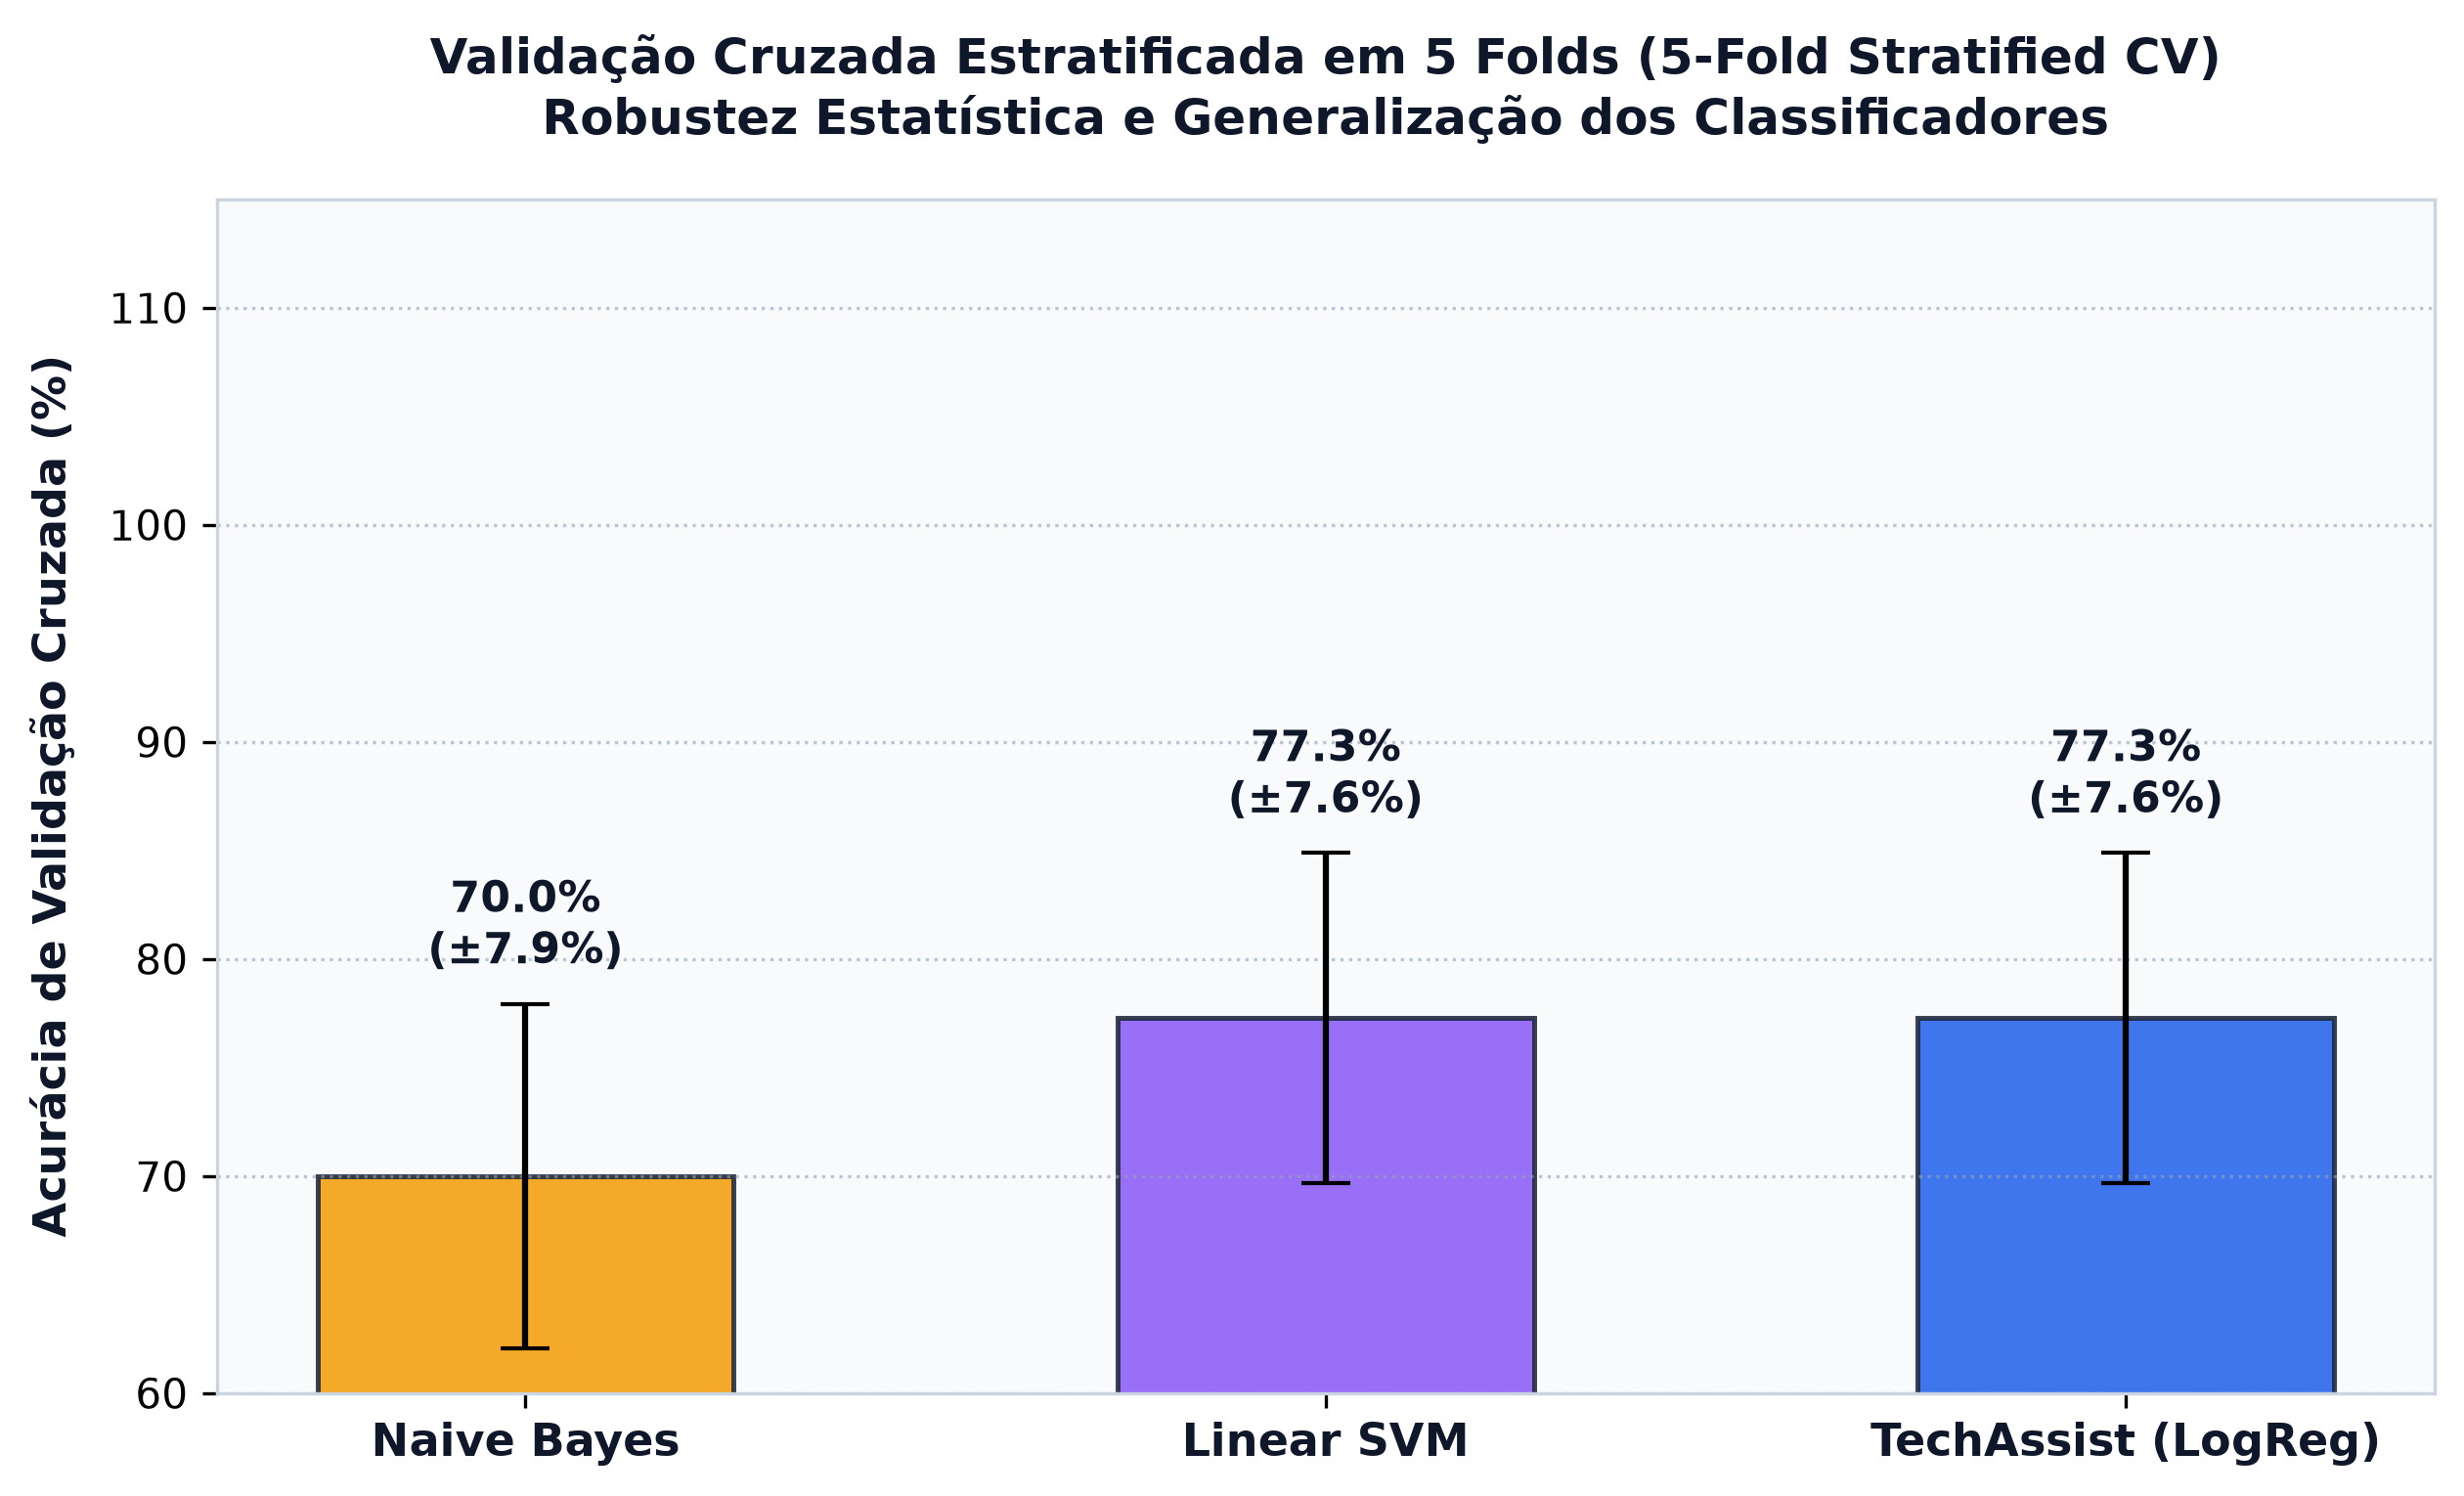 Validação Cruzada Estratificada em 5 Folds (5-Fold Stratified CV)
Robustez Estatística e Generalização dos Classificadores
Acurácia de Validação Cruzada (%)
110
100
90
80
70
60
70.0%
(±7.9%)
77.3%
(±7.6%)
77.3%
(±7.6%)
Naive Bayes
Linear SVM
TechAssist (LogReg)